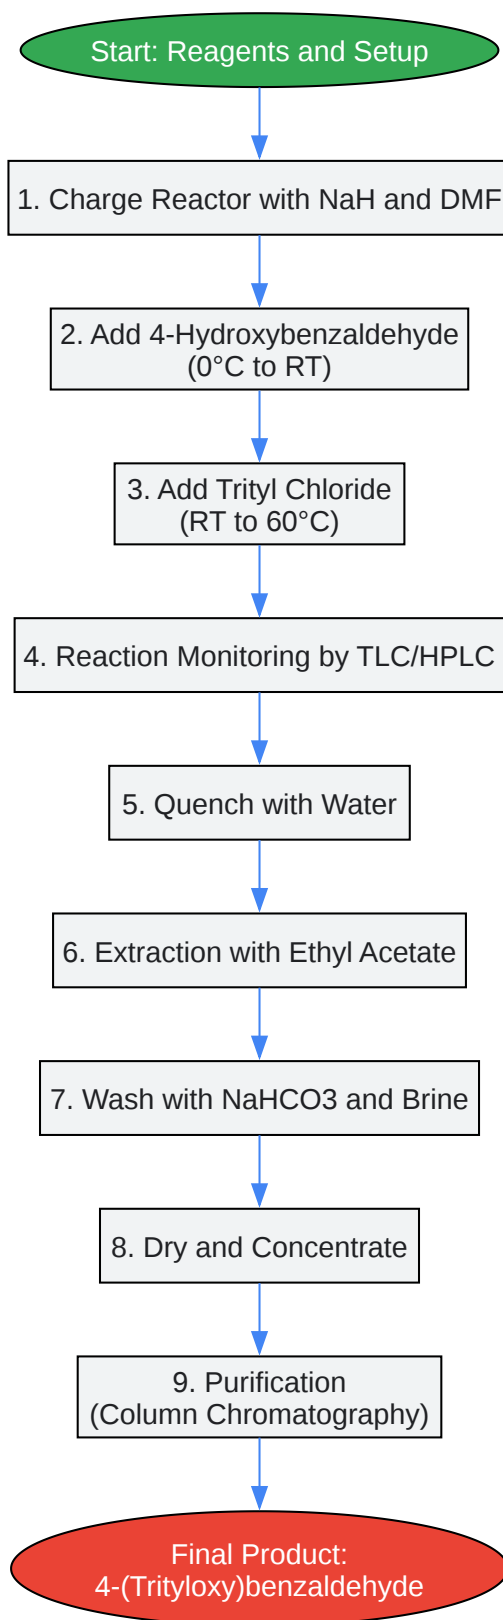 Start: Reagents and Setup
1. Charge Reactor with NaH and DMF
2. Add 4-Hydroxybenzaldehyde
(0°C to RT)
3. Add Trityl Chloride
(RT to 60°C)
4. Reaction Monitoring by TLC/HPLC
5. Quench with Water
6. Extraction with Ethyl Acetate
7. Wash with NaHCO3 and Brine
8. Dry and Concentrate
9. Purification
(Column Chromatography)
Final Product:
4-(Trityloxy)benzaldehyde